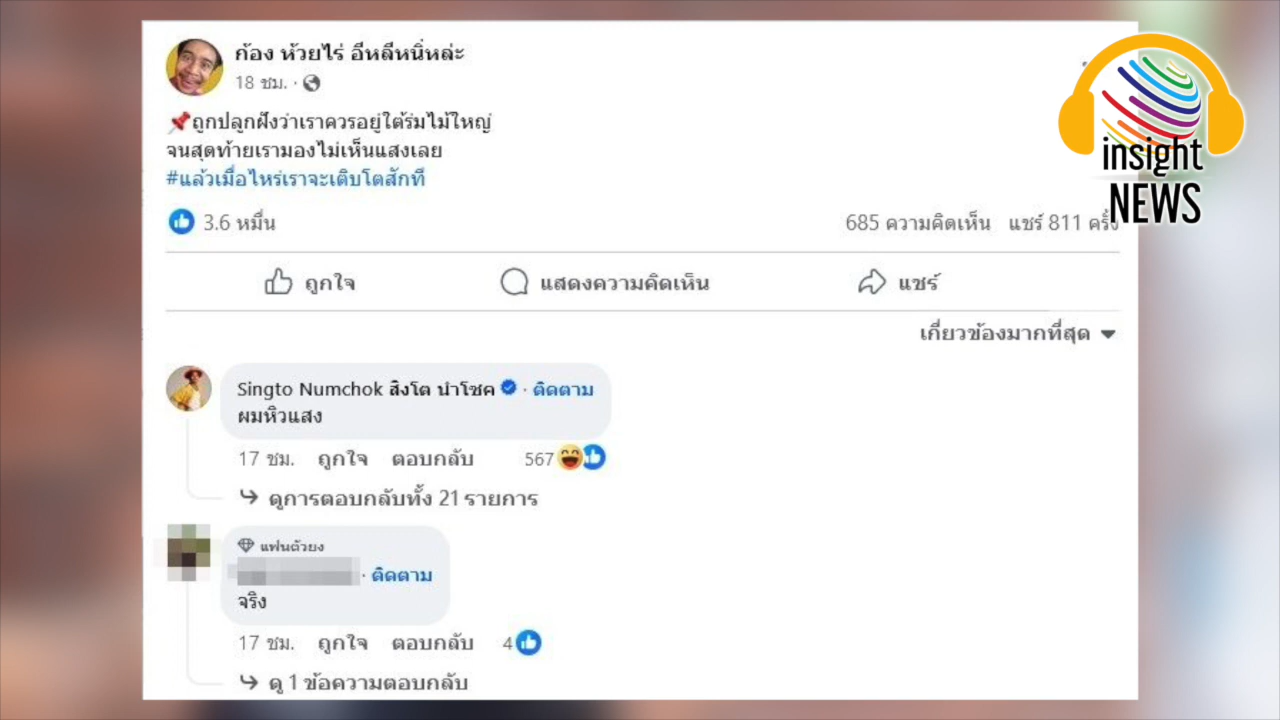 ก้อง ห้วยไร่ อีหลีหนิ่หล่ะ
18 ชม. ·
📌ถูกปลูกฝังว่าเราควรอยู่ใต้ร่มไม้ใหญ่
จนสุดท้ายเรามองไม่เห็นแสงเลย
#แล้วเมื่อไหร่เราจะเติบโตสักที
3.6 หมื่น
685 ความคิดเห็น แชร์ 811 ครั้ง
ถูกใจ แสดงความคิดเห็น แชร์
เกี่ยวข้องมากที่สุด
Singto Numchok สิงโต นำโชค · ติดตาม
ผมหิวแสง
17 ชม. ถูกใจ ตอบกลับ 567
ดูการตอบกลับทั้ง 21 รายการ
แฟนตัวยง
· ติดตาม
จริง
17 ชม. ถูกใจ ตอบกลับ 4
ดู 1 ข้อความตอบกลับ
insight
NEWS